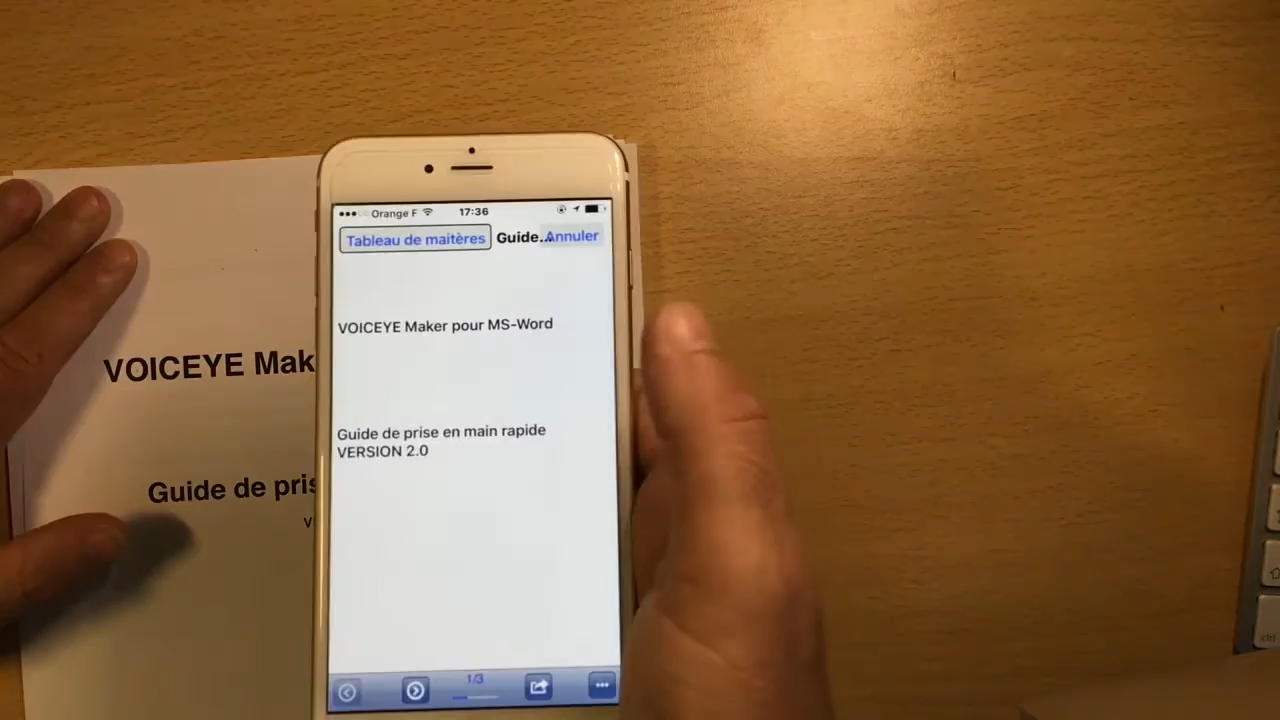 Orange F 17:36
Tableau de maitères Guide... Annuler
VOICEYE Maker pour MS-Word
Guide de prise en main rapide
VERSION 2.0
1/3
VOICEYE Mak
Guide de pris
V
ctrl